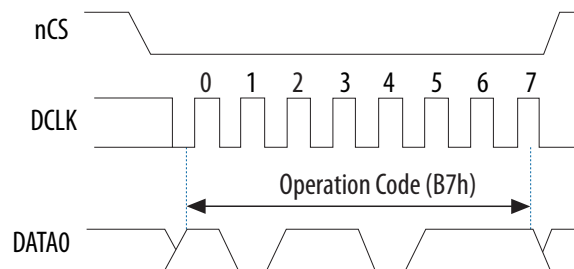 nCS
0 1 2 3 4 5 6 7
DCLK
Operation Code (B7h)
DATA0